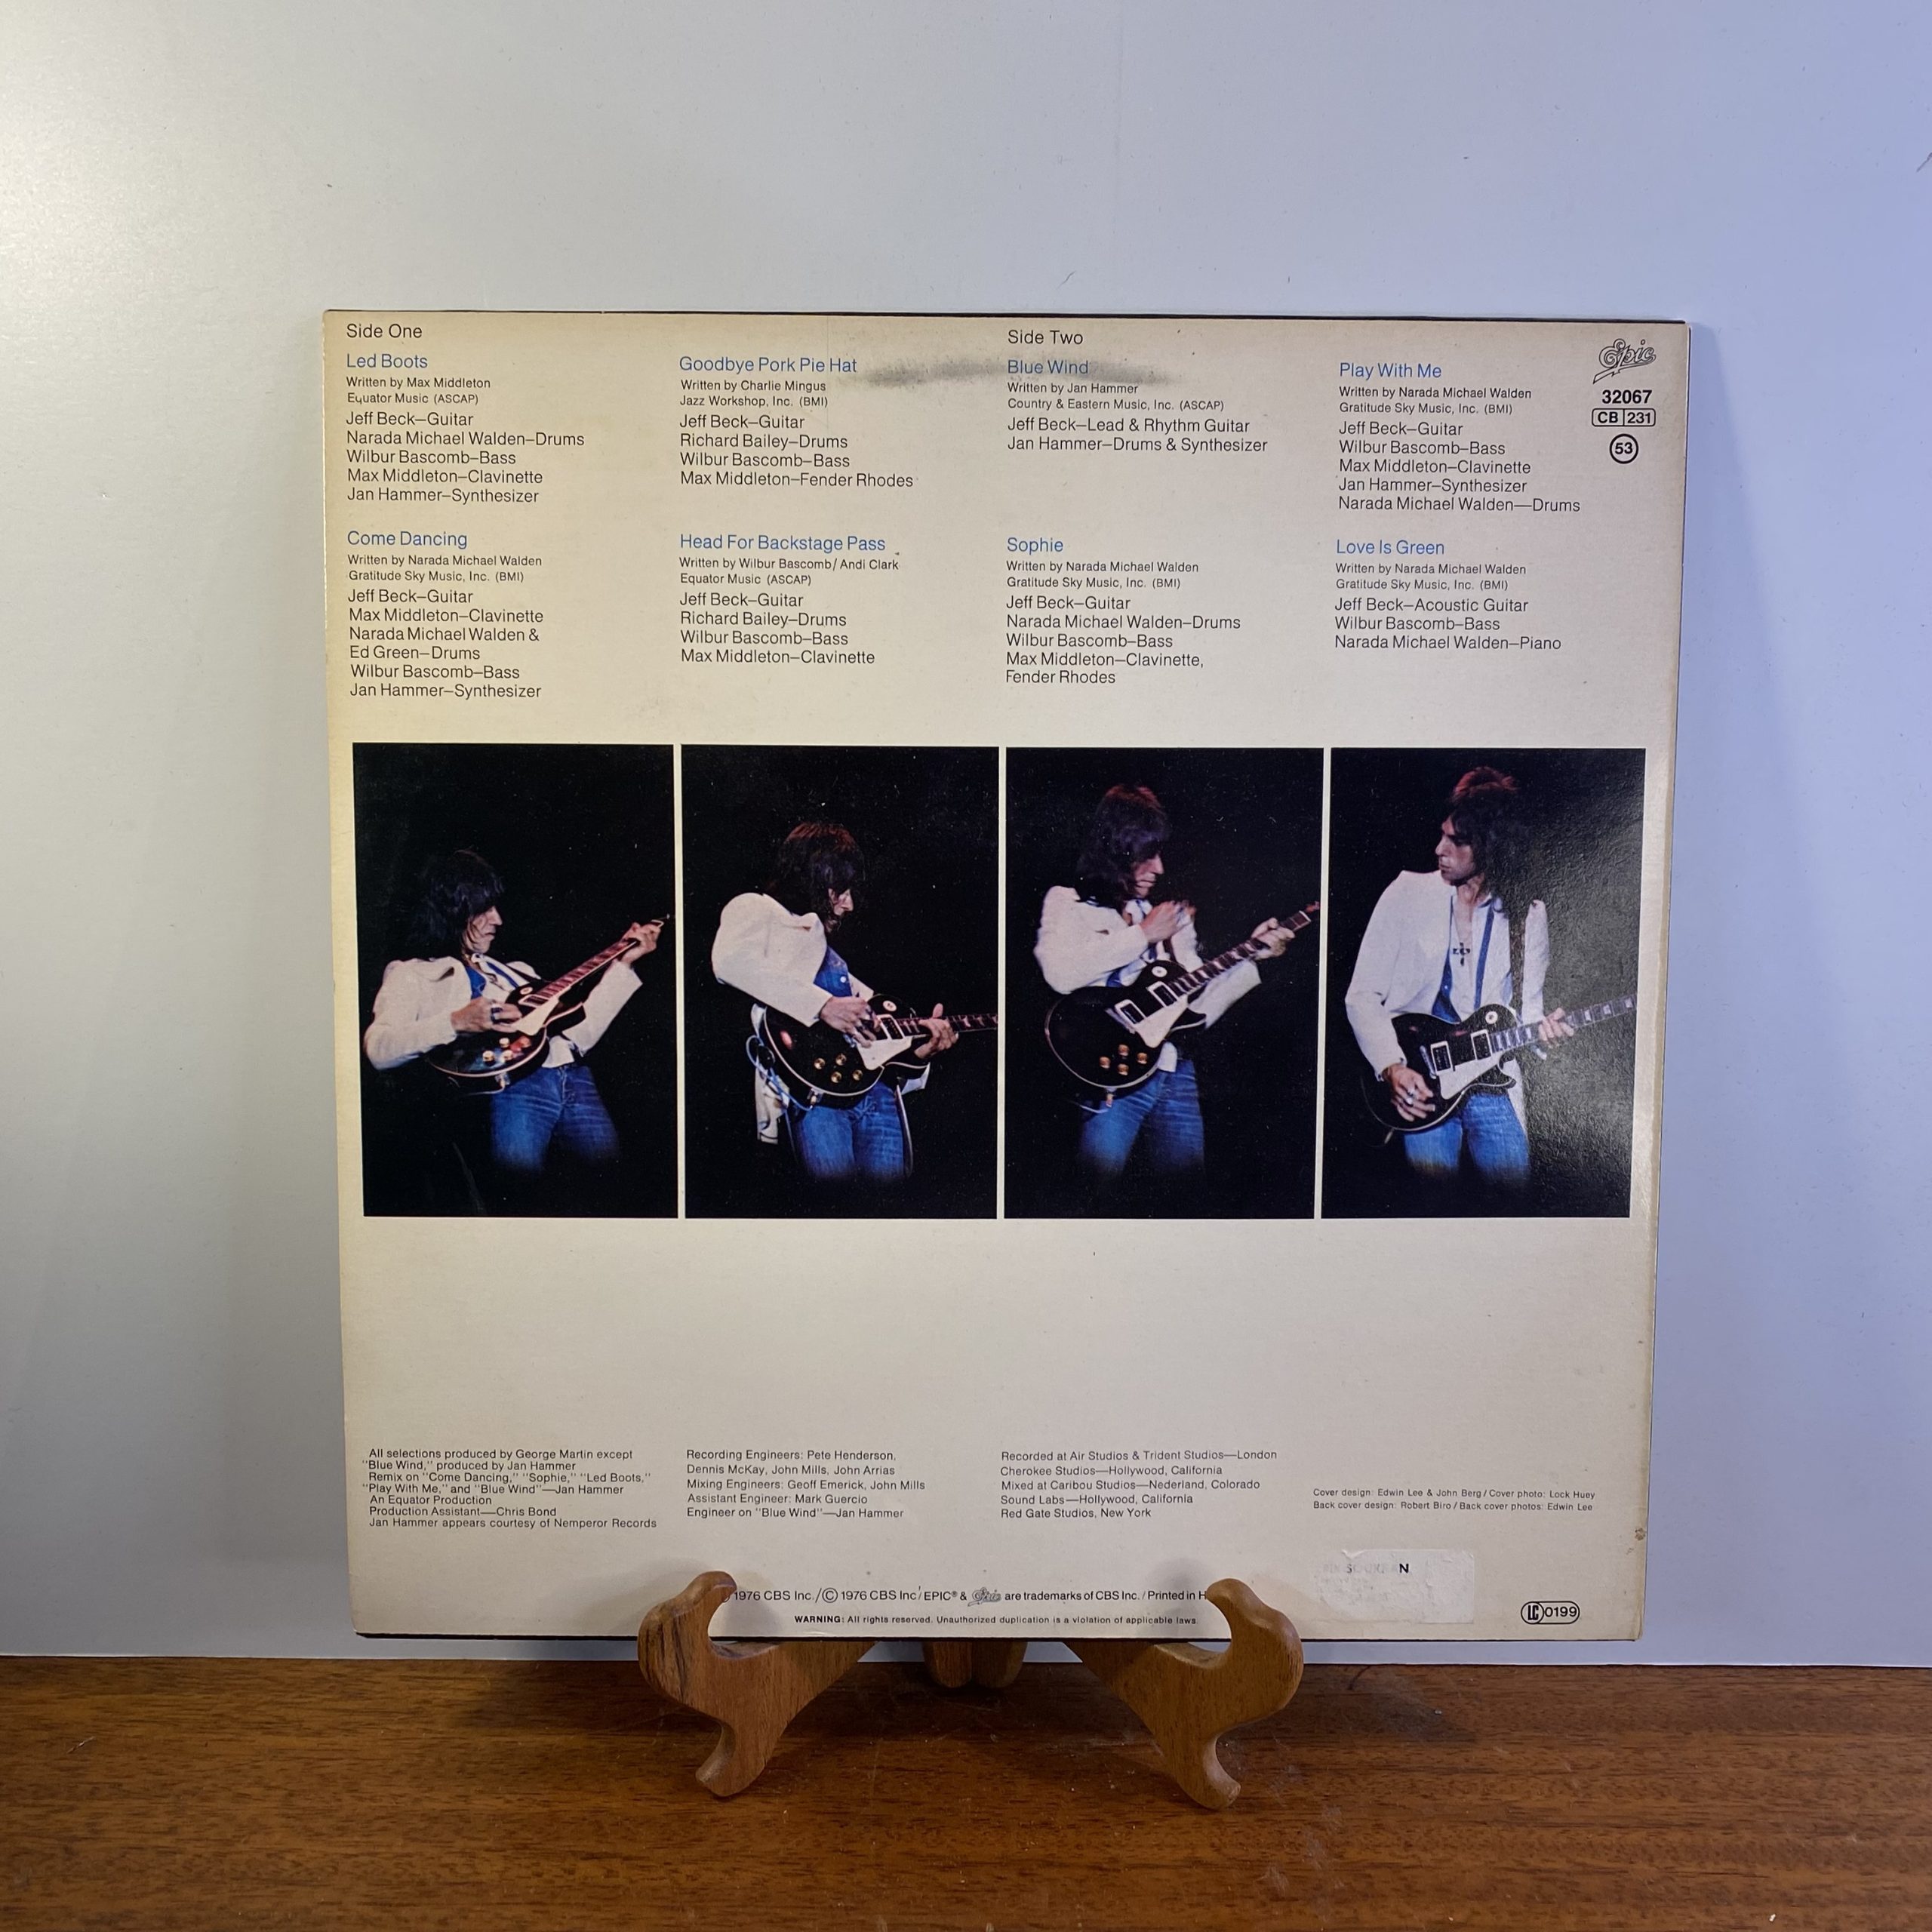 Side One
Led Boots
Written by Max Middleton
Equator Music (ASCAP)
Jeff Beck–Guitar
Narada Michael Walden–Drums
Wilbur Bascomb–Bass
Max Middleton–Clavinette
Jan Hammer–Synthesizer
Come Dancing
Written by Narada Michael Walden
Gratitude Sky Music, Inc. (BMI)
Jeff Beck–Guitar
Max Middleton–Clavinette
Narada Michael Walden &
Ed Green–Drums
Wilbur Bascomb–Bass
Jan Hammer–Synthesizer
Goodbye Pork Pie Hat
Written by Charlie Mingus
Jazz Workshop, Inc. (BMI)
Jeff Beck–Guitar
Richard Bailey–Drums
Wilbur Bascomb–Bass
Max Middleton–Fender Rhodes
Head For Backstage Pass
Written by Wilbur Bascomb/Andi Clark
Equator Music (ASCAP)
Jeff Beck–Guitar
Richard Bailey–Drums
Wilbur Bascomb–Bass
Max Middleton–Clavinette
Side Two
Blue Wind
Written by Jan Hammer
Country & Eastern Music, Inc. (ASCAP)
Jeff Beck–Lead & Rhythm Guitar
Jan Hammer–Drums & Synthesizer
Sophie
Written by Narada Michael Walden
Gratitude Sky Music, Inc. (BMI)
Jeff Beck–Guitar
Narada Michael Walden–Drums
Wilbur Bascomb–Bass
Max Middleton–Clavinette,
Fender Rhodes
Play With Me
Written by Narada Michael Walden
Gratitude Sky Music, Inc. (BMI)
Jeff Beck–Guitar
Wilbur Bascomb–Bass
Max Middleton–Clavinette
Jan Hammer–Synthesizer
Narada Michael Walden—Drums
Love Is Green
Written by Narada Michael Walden
Gratitude Sky Music, Inc. (BMI)
Jeff Beck–Acoustic Guitar
Wilbur Bascomb–Bass
Narada Michael Walden–Piano
Epic
32067
CB 231
53
All selections produced by George Martin except
"Blue Wind," produced by Jan Hammer
Remix on "Come Dancing," "Sophie," "Led Boots,"
"Play With Me," and "Blue Wind"—Jan Hammer
An Equator Production
Production Assistant—Chris Bond
Jan Hammer appears courtesy of Nemperor Records
Recording Engineers: Pete Henderson,
Dennis McKay, John Mills, John Arrias
Mixing Engineers: Geoff Emerick, John Mills
Assistant Engineer: Mark Guercio
Engineer on "Blue Wind"—Jan Hammer
Recorded at Air Studios & Trident Studios—London
Cherokee Studios—Hollywood, California
Mixed at Caribou Studios—Nederland, Colorado
Sound Labs—Hollywood, California
Red Gate Studios, New York
Cover design: Edwin Lee & John Berg/Cover photo: Lock Huey
Back cover design: Robert Biro/Back cover photos: Edwin Lee
1976 CBS Inc./Ⓒ 1976 CBS Inc/EPIC® & Epic are trademarks of CBS Inc./Printed in H
WARNING: All rights reserved. Unauthorized duplication is a violation of applicable laws.
LC 0199